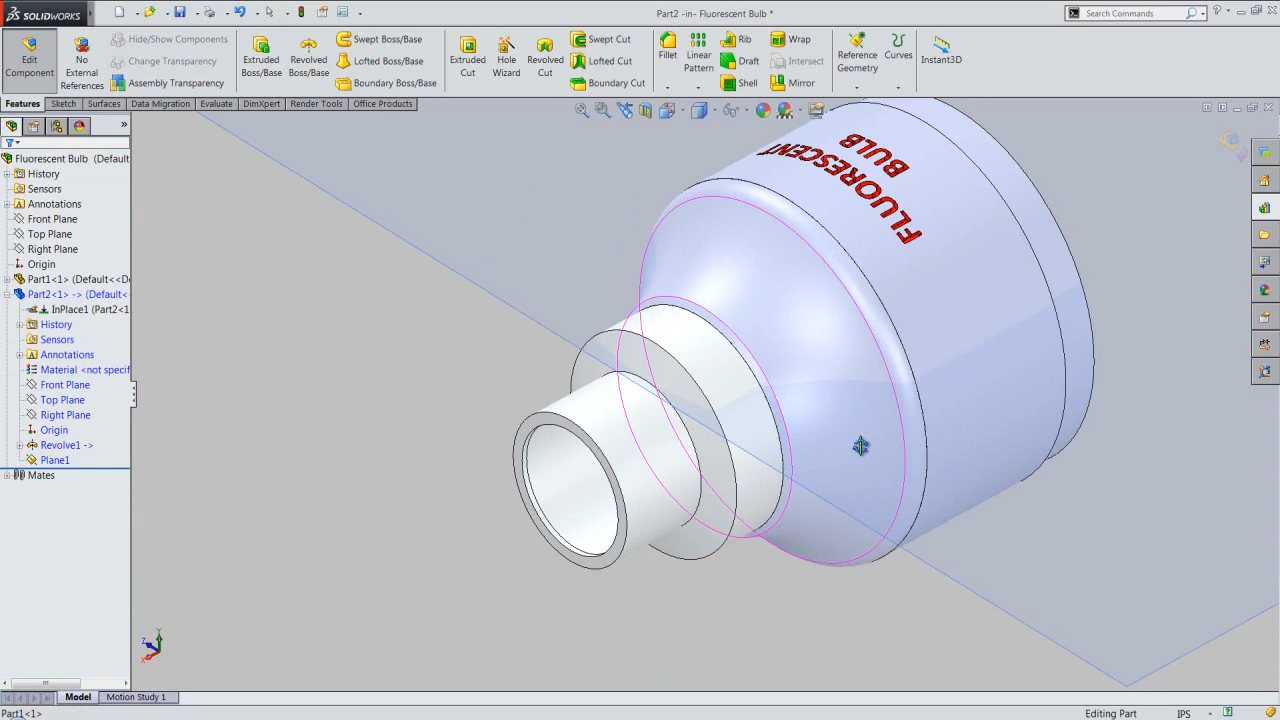 SOLIDWORKS
Part2 -in- Fluorescent Bulb *
Search Commands
Edit Component
No External References
Hide/Show Components
Change Transparency
Assembly Transparency
Extruded Boss/Base
Revolved Boss/Base
Swept Boss/Base
Lofted Boss/Base
Boundary Boss/Base
Extruded Cut
Hole Wizard
Revolved Cut
Swept Cut
Lofted Cut
Boundary Cut
Fillet
Linear Pattern
Rib
Draft
Shell
Wrap
Intersect
Mirror
Reference Geometry
Curves
Instant3D
Features
Sketch
Surfaces
Data Migration
Evaluate
DimXpert
Render Tools
Office Products
Fluorescent Bulb (Default
History
Sensors
Annotations
Front Plane
Top Plane
Right Plane
Origin
Part1<1> (Default<<D
Part2<1> -> (Default<
InPlace1 (Part2<1
History
Sensors
Annotations
Material <not specif
Front Plane
Top Plane
Right Plane
Origin
Revolve1 ->
Plane1
Mates
FLUORESCENT
BULB
Y
Z
X
Model
Motion Study 1
Part1<1>
Editing Part
IPS